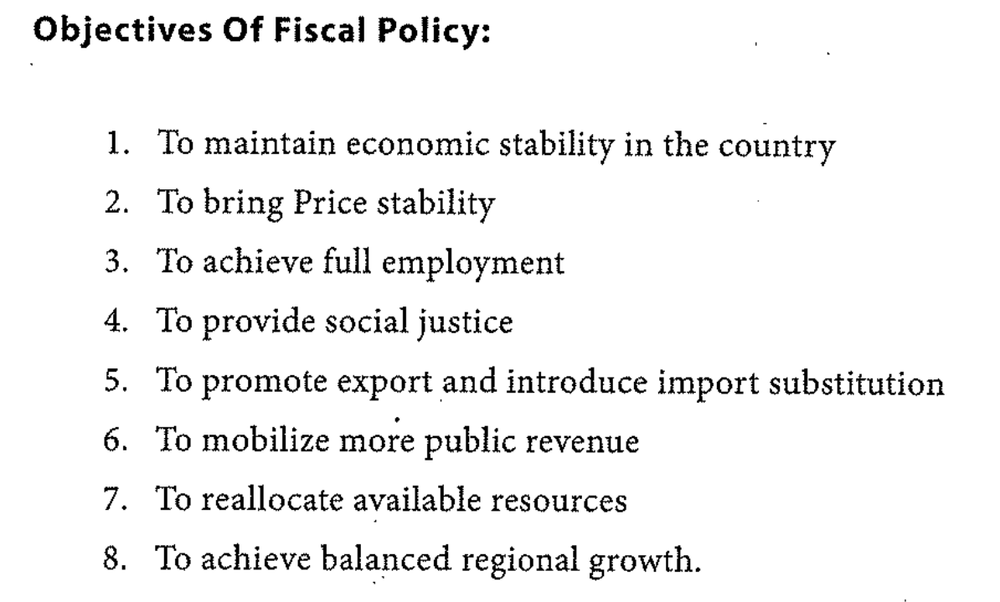 Objectives Of Fiscal Policy:
1. To maintain economic stability in the country
2. To bring Price stability
3. To achieve full employment
4. To provide social justice
5. To promote export and introduce import substitution
6. To mobilize more public revenue
7. To reallocate available resources
8. To achieve balanced regional growth.